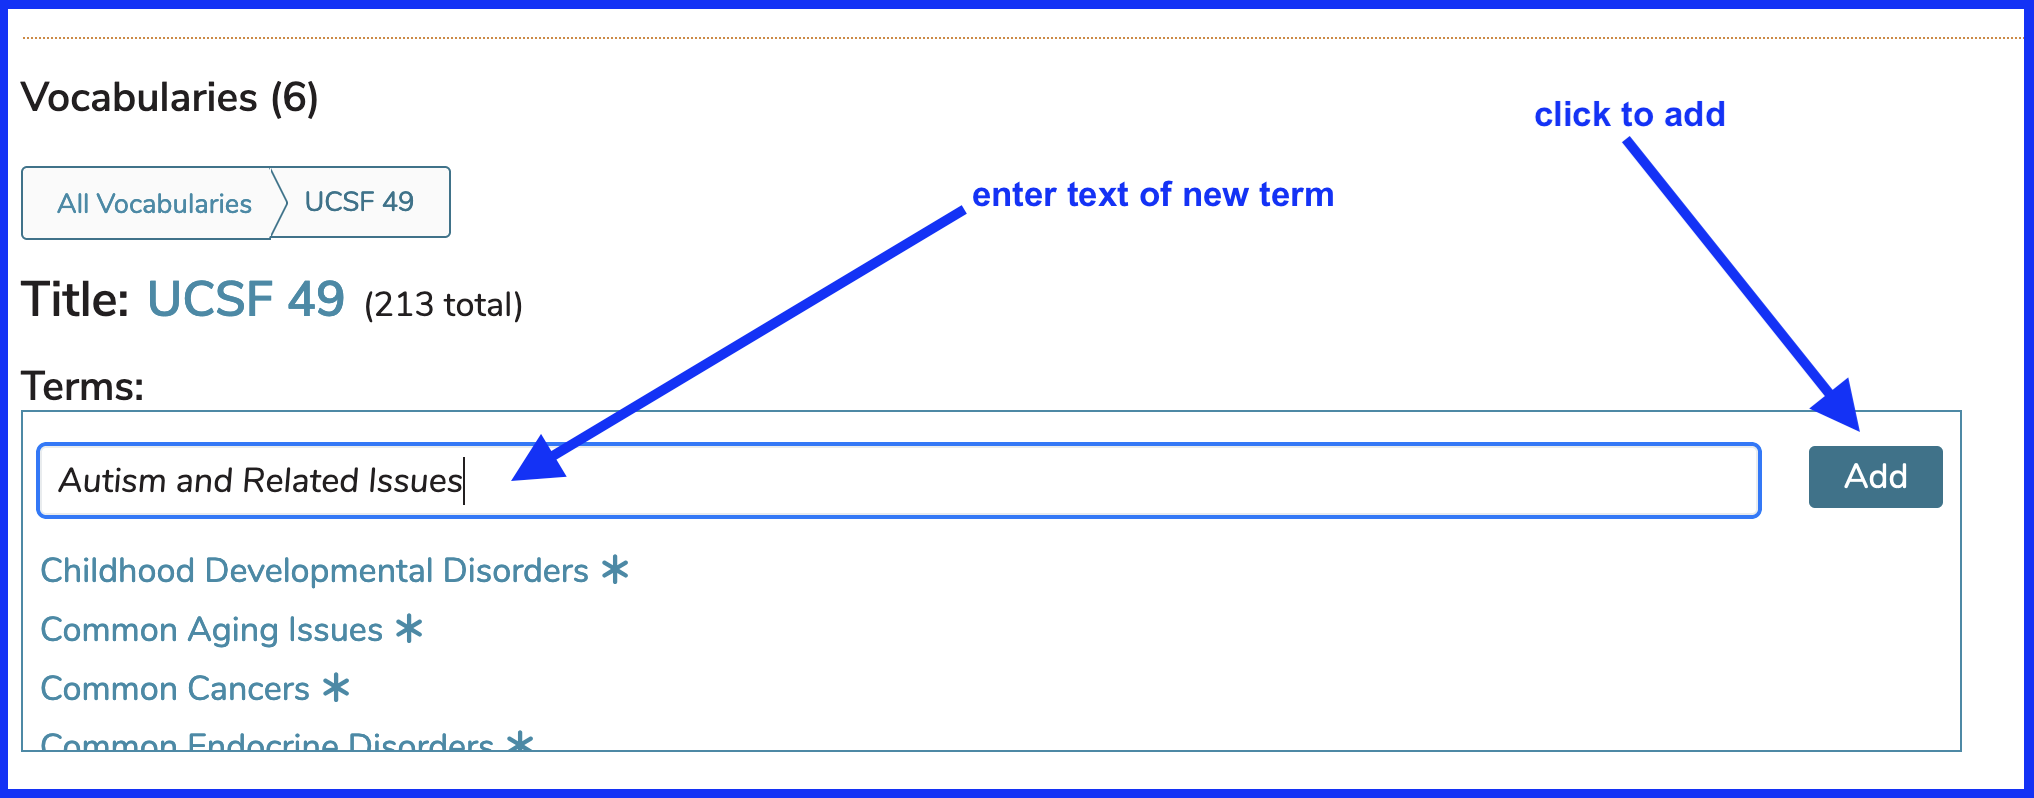 Vocabularies (6)
click to add
enter text of new term
All Vocabularies UCSF 49
Title: UCSF 49 (213 total)
Terms:
Autism and Related Issues
Add
Childhood Developmental Disorders *
Common Aging Issues *
Common Cancers *
Common Endocrine Disorders *